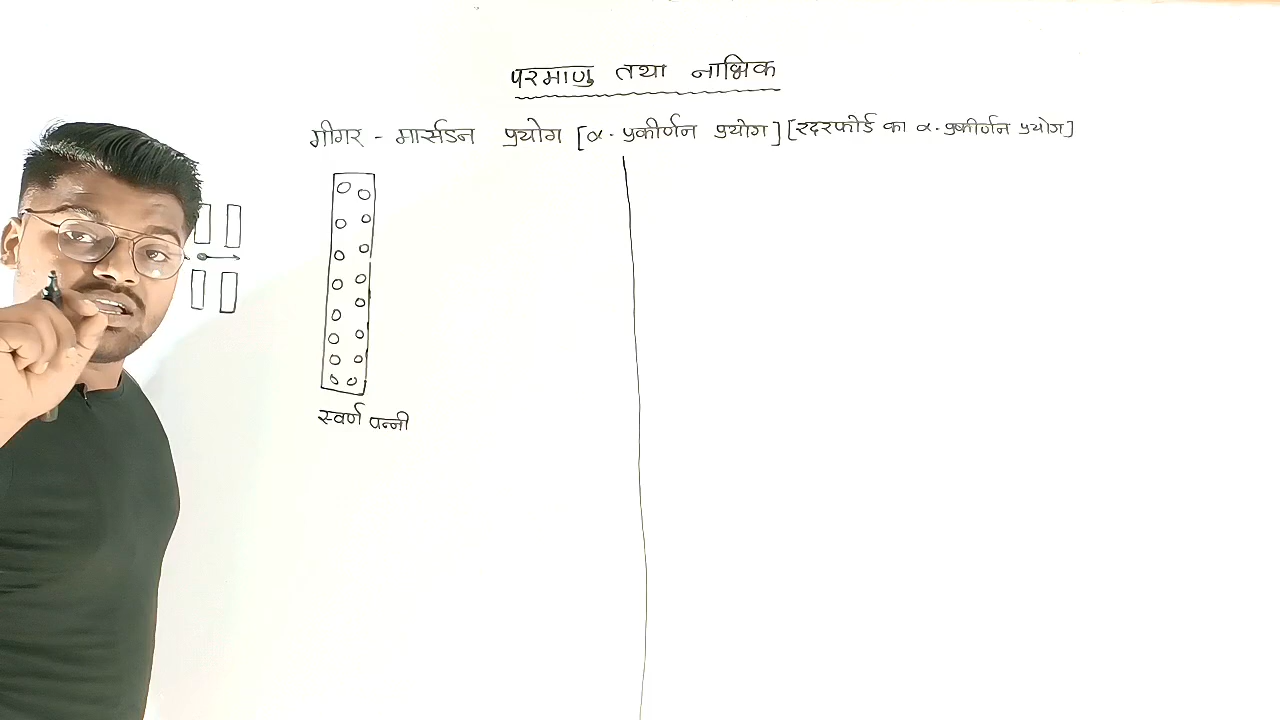 परमाणु तथा नाभिक
गीगर - मार्सडन प्रयोग [α - प्रकीर्णन प्रयोग] [रदरफोर्ड का α - प्रकीर्णन प्रयोग]
स्वर्ण पन्नी